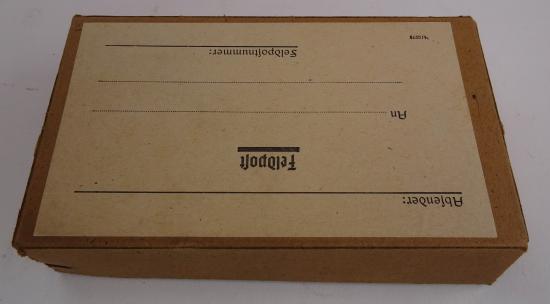 Absender:
Feldpost
An
Feldpostnummer: